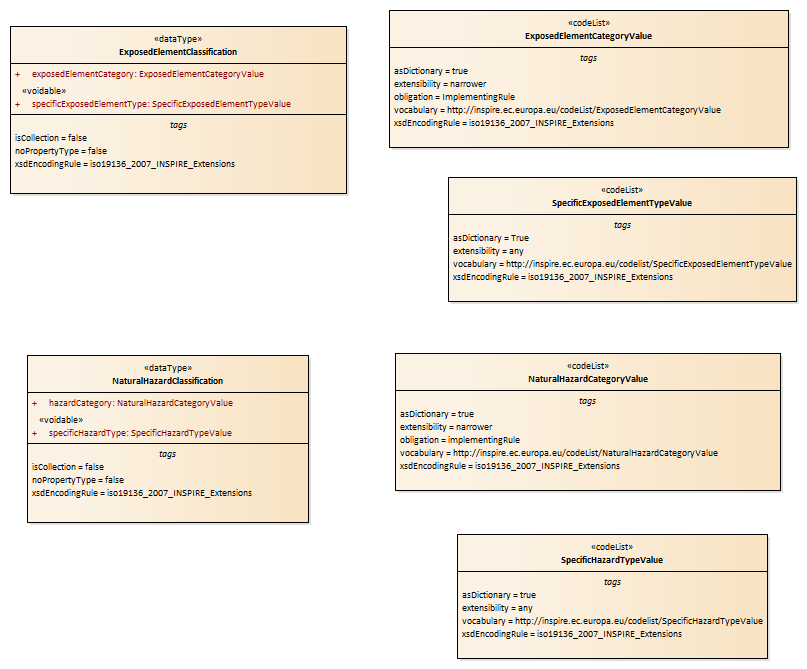 «dataType»
ExposedElementClassification
+ exposedElementCategory: ExposedElementCategoryValue
«voidable»
+ specificExposedElementType: SpecificExposedElementTypeValue
tags
isCollection = false
noPropertyType = false
xsdEncodingRule = iso19136_2007_INSPIRE_Extensions
«codeList»
ExposedElementCategoryValue
tags
asDictionary = true
extensibility = narrower
obligation = ImplementingRule
vocabulary = http://inspire.ec.europa.eu/codeList/ExposedElementCategoryValue
xsdEncodingRule = iso19136_2007_INSPIRE_Extensions
«codeList»
SpecificExposedElementTypeValue
tags
asDictionary = True
extensibility = any
vocabulary = http://inspire.ec.europa.eu/codelist/SpecificExposedElementTypeValue
xsdEncodingRule = iso19136_2007_INSPIRE_Extensions
«dataType»
NaturalHazardClassification
+ hazardCategory: NaturalHazardCategoryValue
«voidable»
+ specificHazardType: SpecificHazardTypeValue
tags
isCollection = false
noPropertyType = false
xsdEncodingRule = iso19136_2007_INSPIRE_Extensions
«codeList»
NaturalHazardCategoryValue
tags
asDictionary = true
extensibility = narrower
obligation = implementingRule
vocabulary = http://inspire.ec.europa.eu/codeList/NaturalHazardCategoryValue
xsdEncodingRule = iso19136_2007_INSPIRE_Extensions
«codeList»
SpecificHazardTypeValue
tags
asDictionary = true
extensibility = any
vocabulary = http://inspire.ec.europa.eu/codelist/SpecificHazardTypeValue
xsdEncodingRule = iso19136_2007_INSPIRE_Extensions